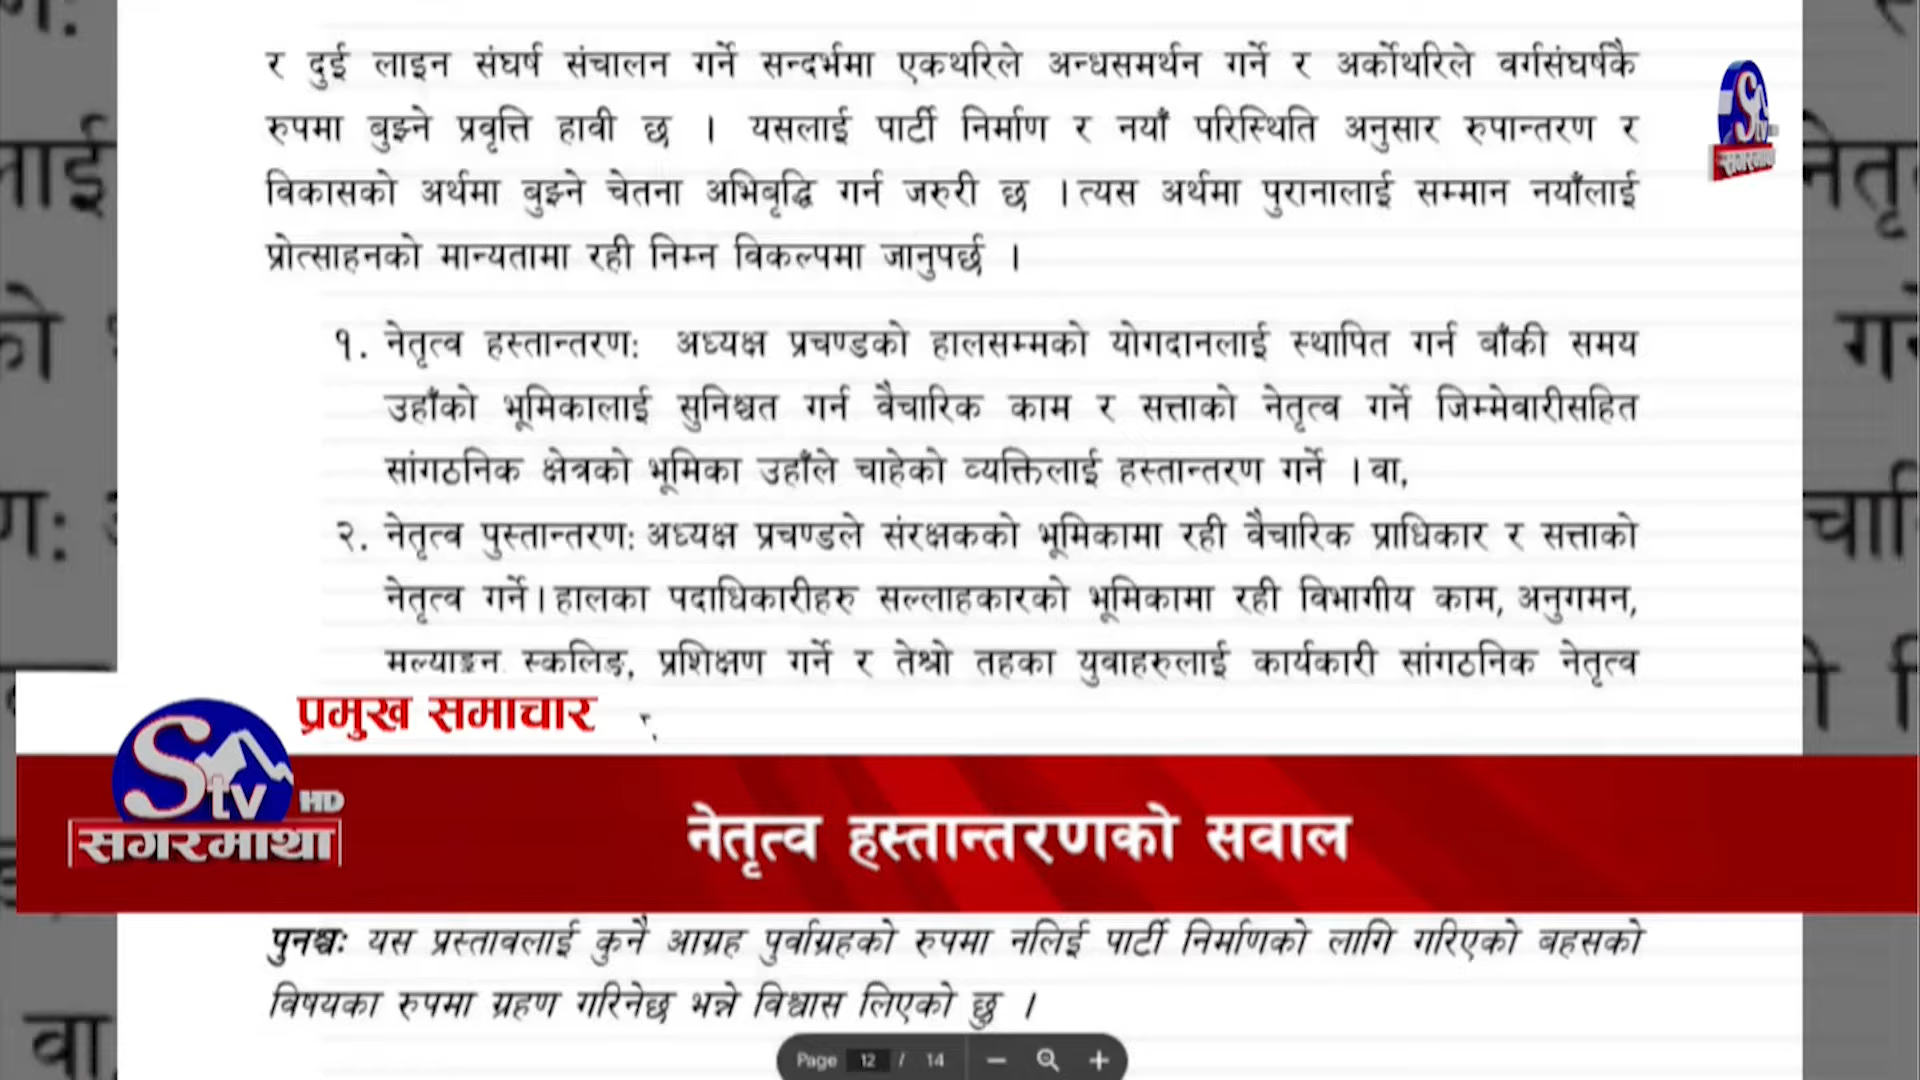 र दुई लाइन संघर्ष संचालन गर्ने सन्दर्भमा एकथरिले अन्धसमर्थन गर्ने र अर्कोथरिले वर्गसंघर्षकै
रुपमा बुझ्ने प्रवृत्ति हावी छ । यसलाई पार्टी निर्माण र नयाँ परिस्थिति अनुसार रुपान्तरण र
विकासको अर्थमा बुझ्ने चेतना अभिबृद्धि गर्न जरुरी छ । त्यस अर्थमा पुरानालाई सम्मान नयाँलाई
प्रोत्साहनको मान्यतामा रही निम्न विकल्पमा जानुपर्छ ।
१. नेतृत्व हस्तान्तरण: अध्यक्ष प्रचण्डको हालसम्मको योगदानलाई स्थापित गर्न बाँकी समय
उहाँको भूमिकालाई सुनिश्चत गर्न वैचारिक काम र सत्ताको नेतृत्व गर्ने जिम्मेवारीसहित
सांगठनिक क्षेत्रको भूमिका उहाँले चाहेको व्यक्तिलाई हस्तान्तरण गर्ने । वा,
२. नेतृत्व पुस्तान्तरण: अध्यक्ष प्रचण्डले संरक्षकको भूमिकामा रही वैचारिक प्राधिकार र सत्ताको
नेतृत्व गर्ने। हालका पदाधिकारीहरु सल्लाहकारको भूमिकामा रही विभागीय काम, अनुगमन,
स्कलिङ, प्रशिक्षण गर्ने र तेश्रो तहका युवाहरुलाई कार्यकारी सांगठनिक नेतृत्व
प्रमुख समाचार
Stv HD
सगरमाथा
नेतृत्व हस्तान्तरणको सवाल
पुनश्चः यस प्रस्तावलाई कुनै आग्रह पुर्वाग्रहको रुपमा नलिई पार्टी निर्माणको लागि गरिएको बहसको
विषयका रुपमा ग्रहण गरिनेछ भन्ने विश्वास लिएको छु ।
Page 12 / 14
Stv
सगरमाथा